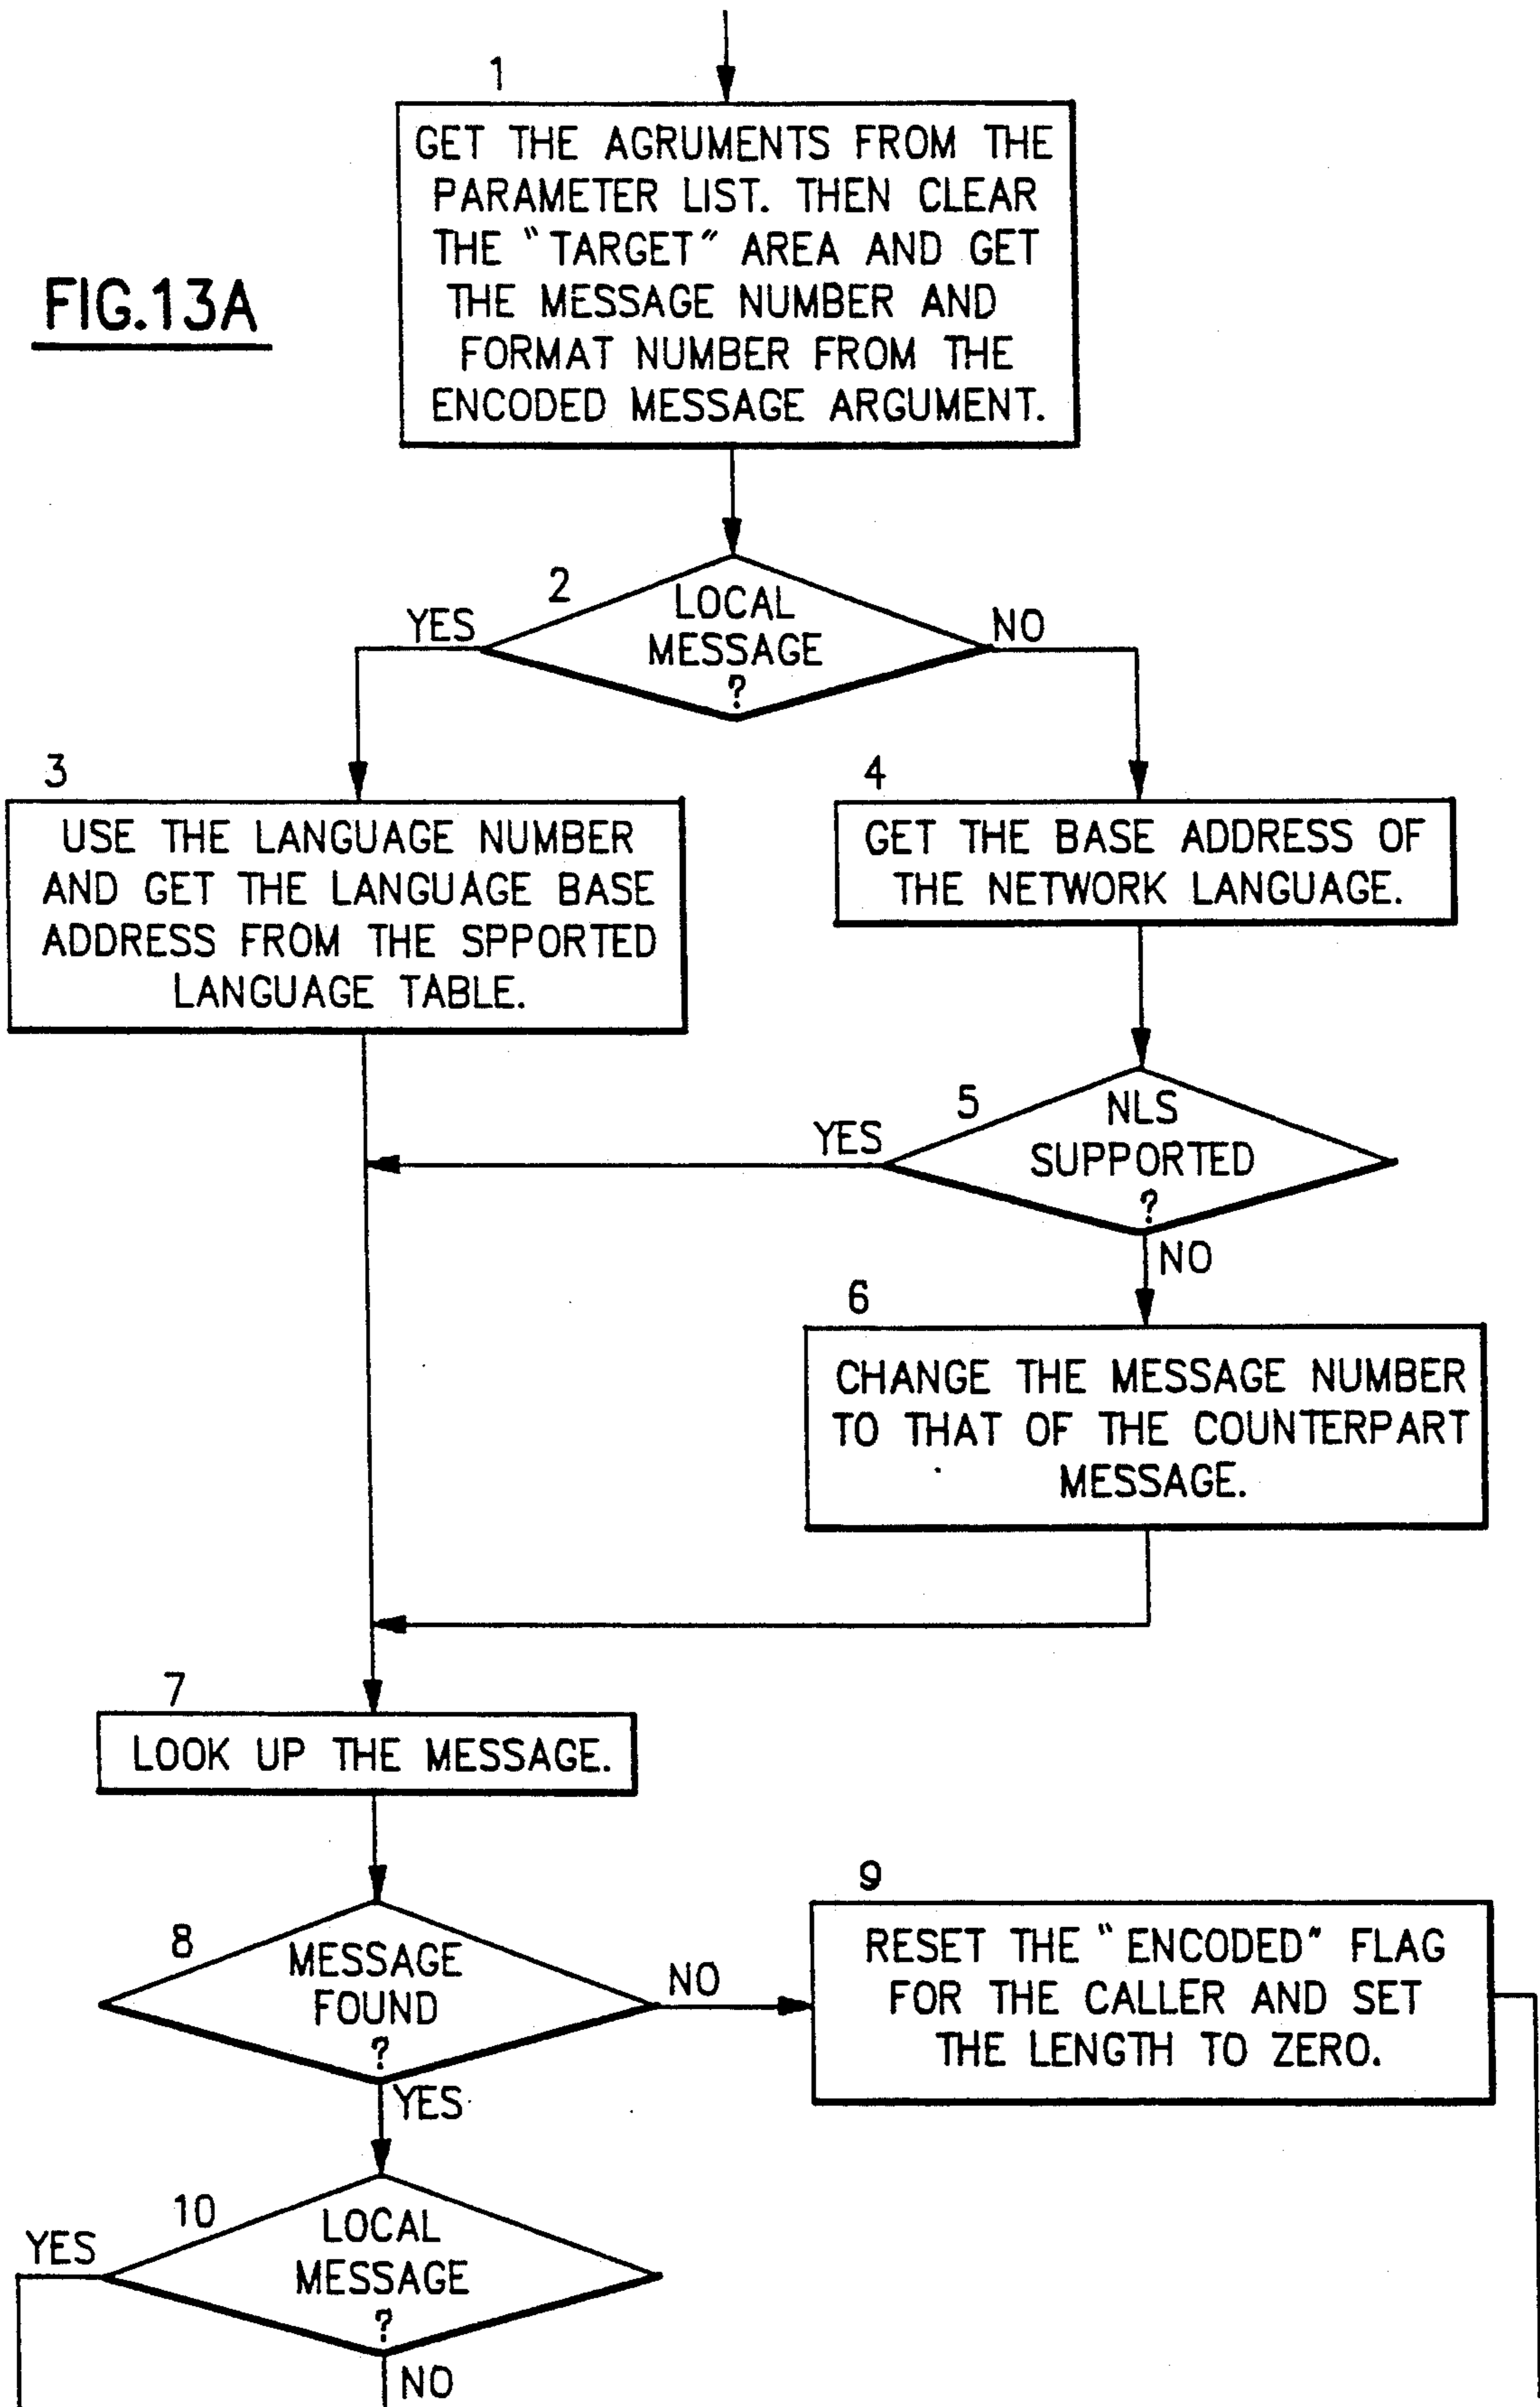 1
GET THE AGRUMENTS FROM THE
PARAMETER LIST. THEN CLEAR
THE "TARGET" AREA AND GET
THE MESSAGE NUMBER AND
FORMAT NUMBER FROM THE
ENCODED MESSAGE ARGUMENT.
FIG.13A
2
LOCAL
MESSAGE
?
YES
NO
3
USE THE LANGUAGE NUMBER
AND GET THE LANGUAGE BASE
ADDRESS FROM THE SPPORTED
LANGUAGE TABLE.
4
GET THE BASE ADDRESS OF
THE NETWORK LANGUAGE.
5
NLS
SUPPORTED
?
YES
NO
6
CHANGE THE MESSAGE NUMBER
TO THAT OF THE COUNTERPART
MESSAGE.
7
LOOK UP THE MESSAGE.
8
MESSAGE
FOUND
?
NO
YES
9
RESET THE "ENCODED" FLAG
FOR THE CALLER AND SET
THE LENGTH TO ZERO.
10
LOCAL
MESSAGE
?
YES
NO